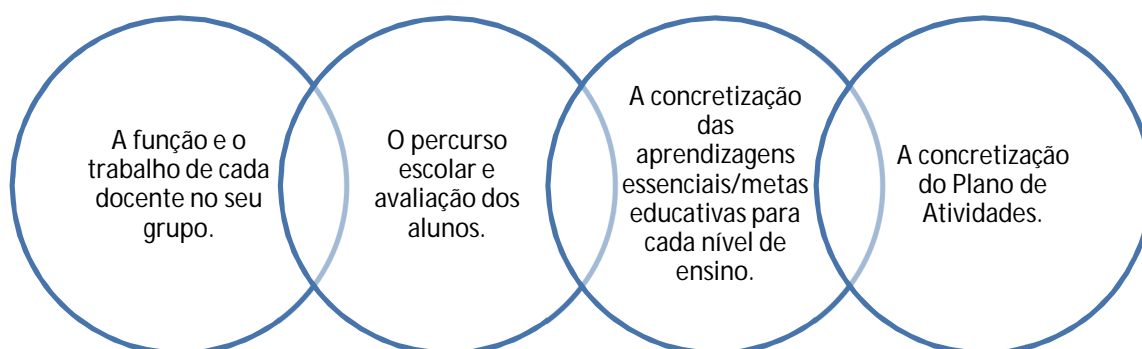 A função e o
trabalho de cada
docente no seu
grupo.
O percurso
escolar e
avaliação dos
alunos.
A concretização
das
aprendizagens
essenciais/metas
educativas para
cada nível de
ensino.
A concretização
do Plano de
Atividades.